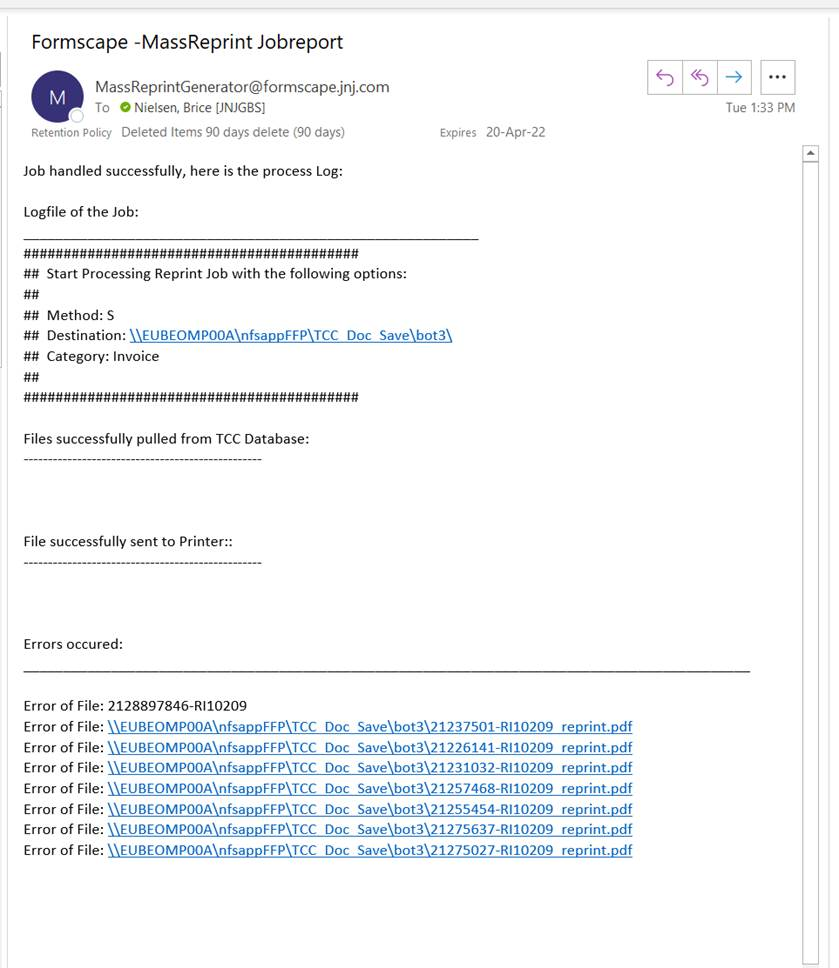 Formscape -MassReprint Jobreport
M
MassReprintGenerator@formscape.jnj.com
To Nielsen, Brice [JNJGBS]
Tue 1:33 PM
Retention Policy Deleted Items 90 days delete (90 days) Expires 20-Apr-22
Job handled successfully, here is the process Log:
Logfile of the Job:
_______________________________________________________
##########################################
## Start Processing Reprint Job with the following options:
##
## Method: S
## Destination: \\EUBEOMP00A\nfsappFFP\TCC_Doc_Save\bot3\
## Category: Invoice
##
##########################################
Files successfully pulled from TCC Database:
-------------------------------------------------
File successfully sent to Printer::
-------------------------------------------------
Errors occured:
________________________________________________________________________________________
Error of File: 2128897846-RI10209
Error of File: \\EUBEOMP00A\nfsappFFP\TCC_Doc_Save\bot3\21237501-RI10209_reprint.pdf
Error of File: \\EUBEOMP00A\nfsappFFP\TCC_Doc_Save\bot3\21226141-RI10209_reprint.pdf
Error of File: \\EUBEOMP00A\nfsappFFP\TCC_Doc_Save\bot3\21231032-RI10209_reprint.pdf
Error of File: \\EUBEOMP00A\nfsappFFP\TCC_Doc_Save\bot3\21257468-RI10209_reprint.pdf
Error of File: \\EUBEOMP00A\nfsappFFP\TCC_Doc_Save\bot3\21255454-RI10209_reprint.pdf
Error of File: \\EUBEOMP00A\nfsappFFP\TCC_Doc_Save\bot3\21275637-RI10209_reprint.pdf
Error of File: \\EUBEOMP00A\nfsappFFP\TCC_Doc_Save\bot3\21275027-RI10209_reprint.pdf